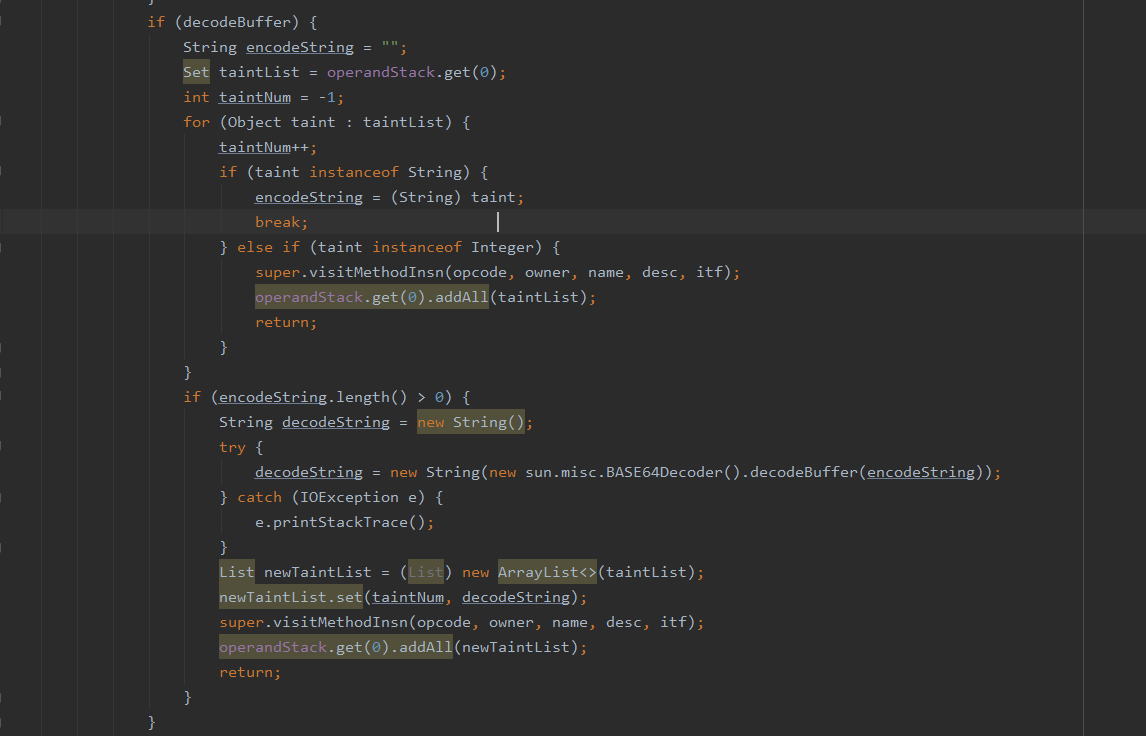 }
if (decodeBuffer) {
String encodeString = "";
Set taintList = operandStack.get(0);
int taintNum = -1;
for (Object taint : taintList) {
taintNum++;
if (taint instanceof String) {
encodeString = (String) taint;
break;
} else if (taint instanceof Integer) {
super.visitMethodInsn(opcode, owner, name, desc, itf);
operandStack.get(0).addAll(taintList);
return;
}
}
if (encodeString.length() > 0) {
String decodeString = new String();
try {
decodeString = new String(new sun.misc.BASE64Decoder().decodeBuffer(encodeString));
} catch (IOException e) {
e.printStackTrace();
}
List newTaintList = (List) new ArrayList<>(taintList);
newTaintList.set(taintNum, decodeString);
super.visitMethodInsn(opcode, owner, name, desc, itf);
operandStack.get(0).addAll(newTaintList);
return;
}
}